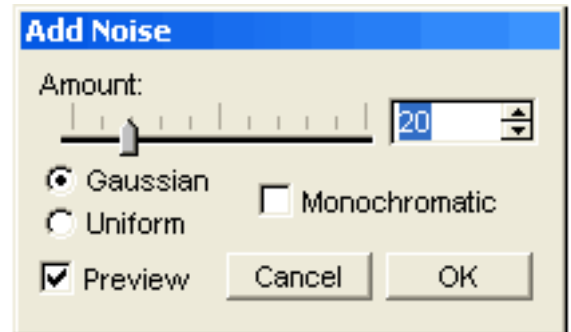 Add Noise
Amount:
20
Gaussian
Monochromatic
Uniform
Preview
Cancel
OK